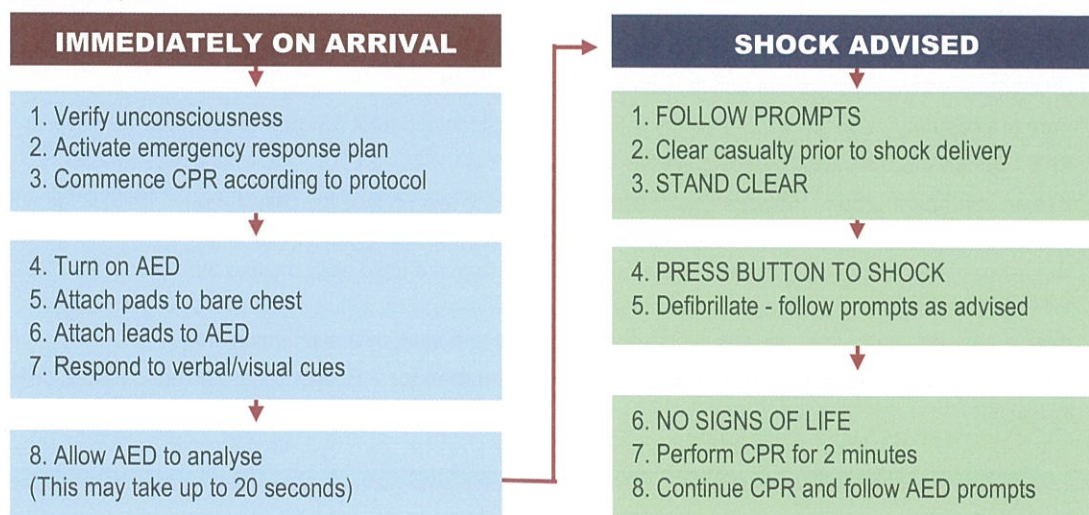 IMMEDIATELY ON ARRIVAL
1. Verify unconsciousness
2. Activate emergency response plan
3. Commence CPR according to protocol
4. Turn on AED
5. Attach pads to bare chest
6. Attach leads to AED
7. Respond to verbal/visual cues
8. Allow AED to analyse
(This may take up to 20 seconds)
SHOCK ADVISED
1. FOLLOW PROMPTS
2. Clear casualty prior to shock delivery
3. STAND CLEAR
4. PRESS BUTTON TO SHOCK
5. Defibrillate - follow prompts as advised
6. NO SIGNS OF LIFE
7. Perform CPR for 2 minutes
8. Continue CPR and follow AED prompts